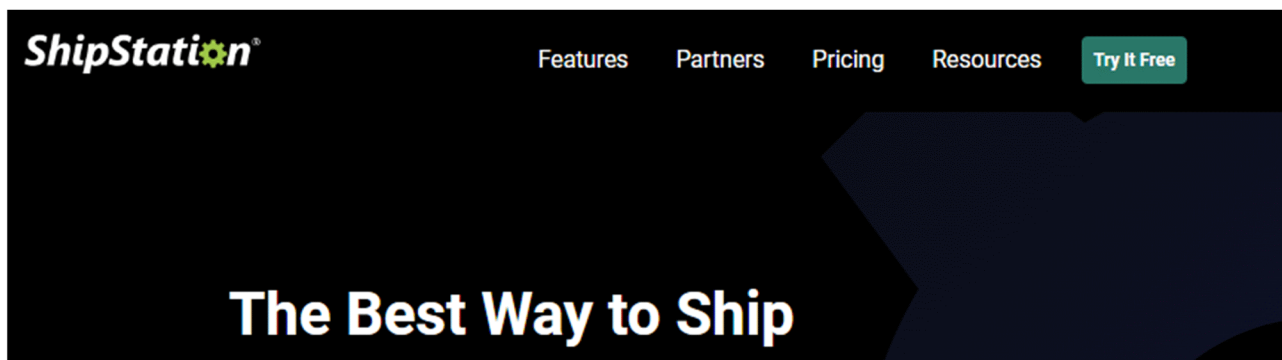 ShipStation®
Features Partners Pricing Resources Try It Free
The Best Way to Ship